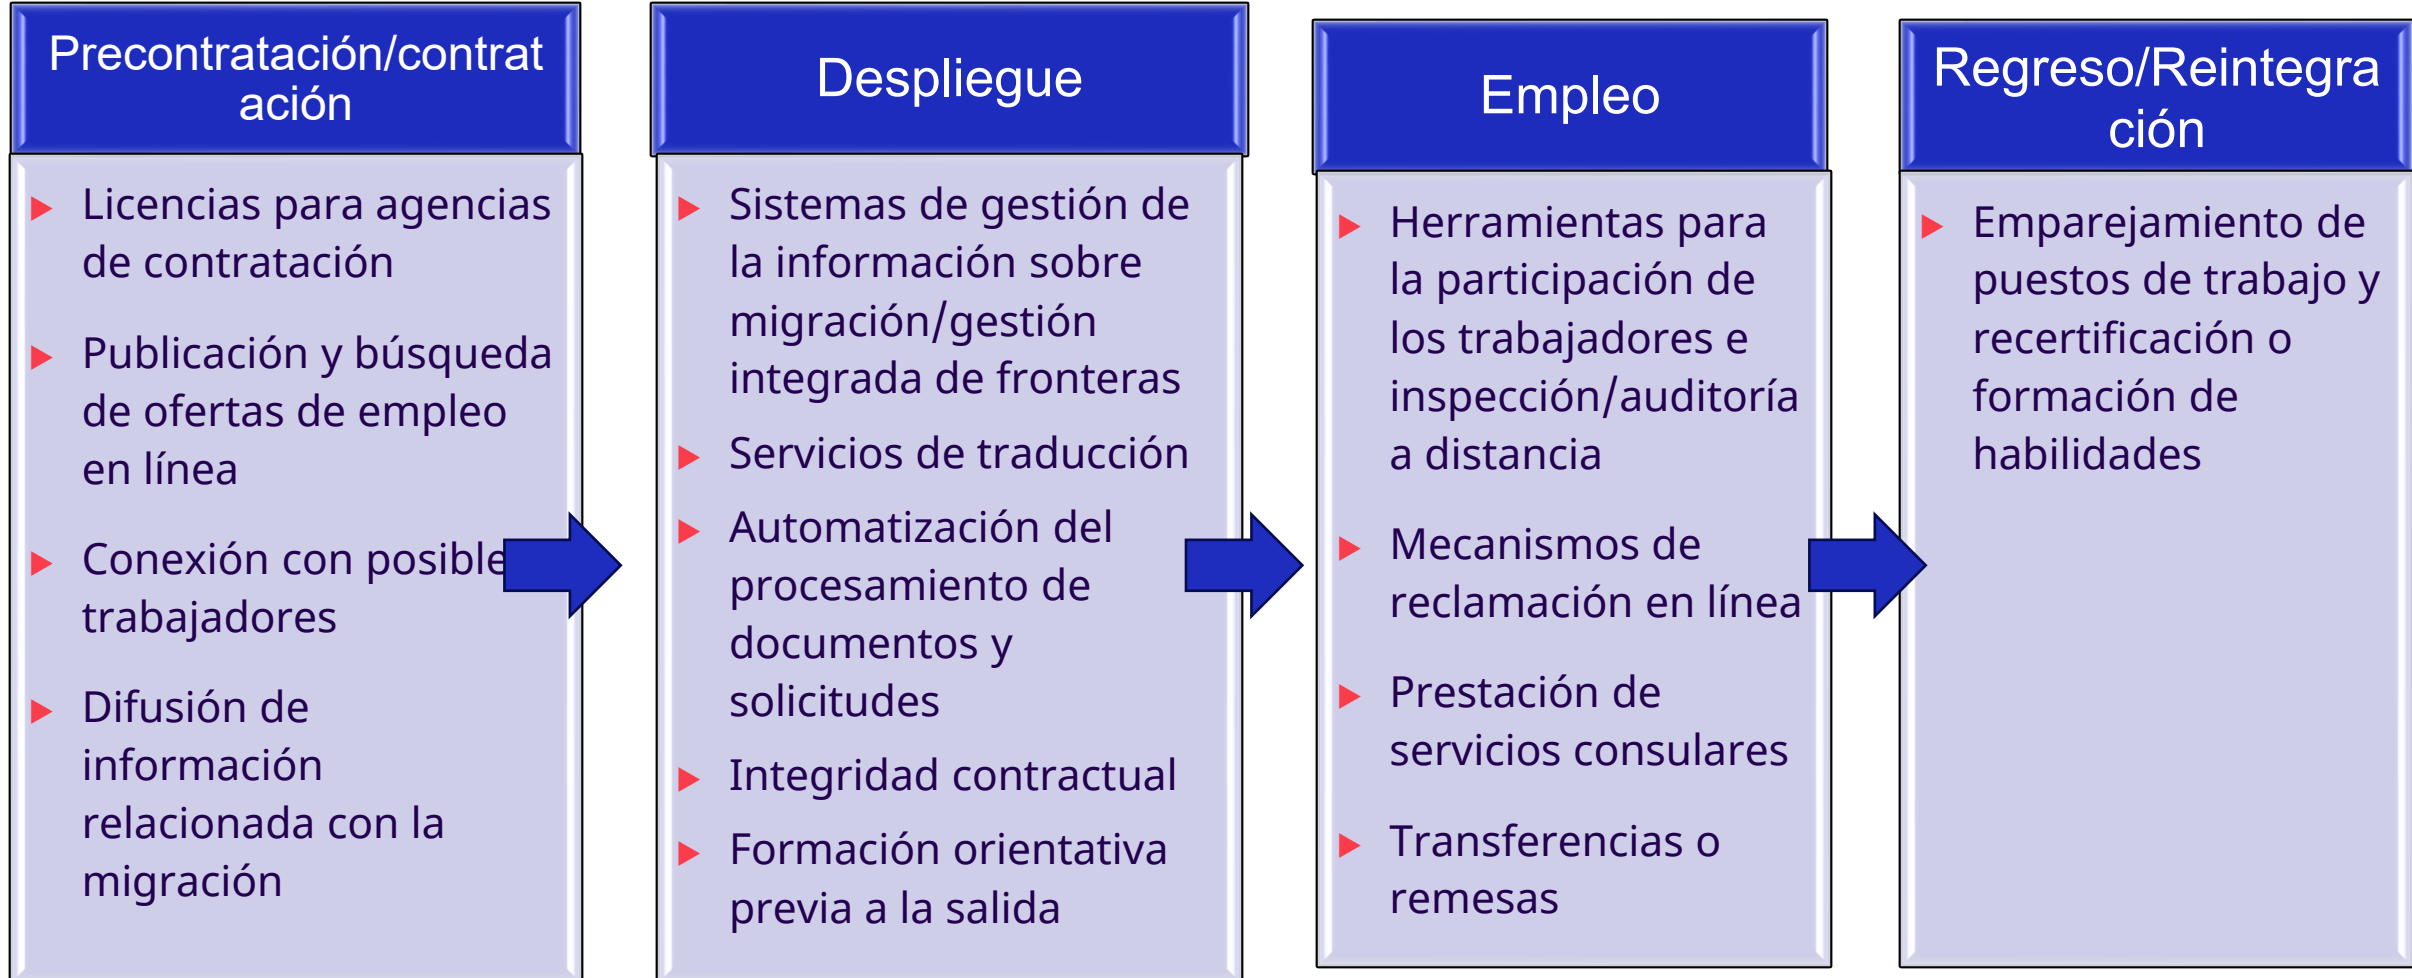 Precontratación/contrat
ación
Licencias para agencias
de contratación
Publicación y búsqueda
de ofertas de empleo
en línea
Conexión con posible
trabajadores
Difusión de
información
relacionada con la
migración
Despliegue
Sistemas de gestión de
la información sobre
migración/gestión
integrada de fronteras
Servicios de traducción
Automatización del
procesamiento de
documentos y
solicitudes
Integridad contractual
Formación orientativa
previa a la salida
Empleo
Herramientas para
la participación de
los trabajadores e
inspección/auditoría
a distancia
Mecanismos de
reclamación en línea
Prestación de
servicios consulares
Transferencias o
remesas
Regreso/Reintegra
ción
Emparejamiento de
puestos de trabajo y
recertificación o
formación de
habilidades